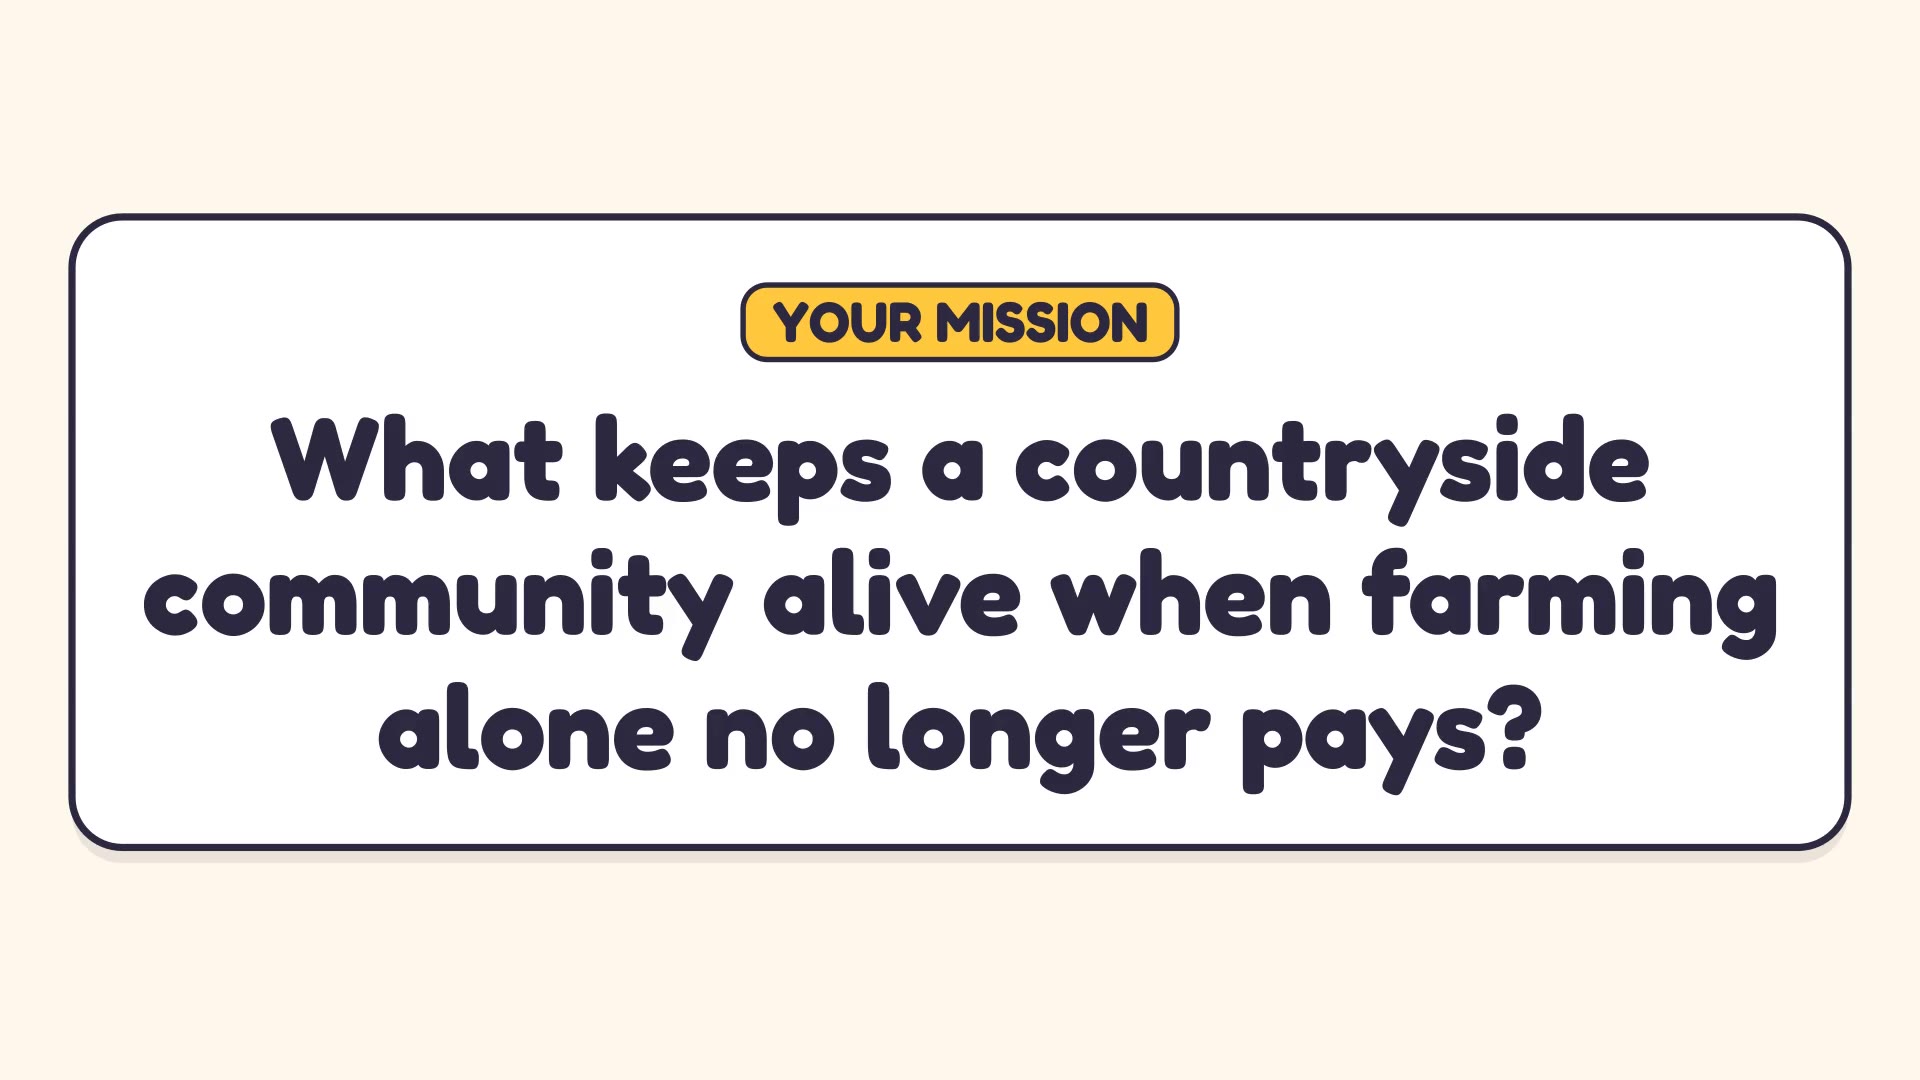 YOUR MISSION
What keeps a countryside
community alive when farming
alone no longer pays?